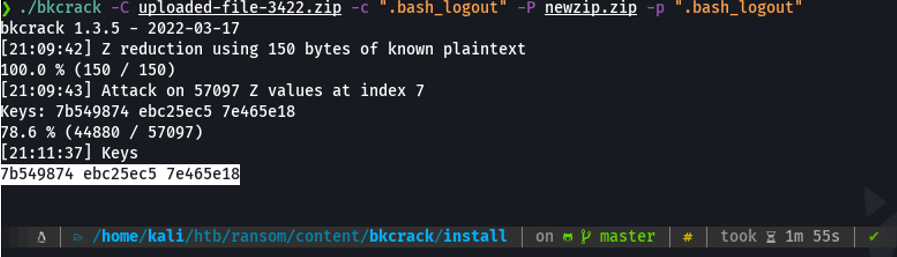 ❯ ./bkcrack -C uploaded-file-3422.zip -c ".bash_logout" -P newzip.zip -p ".bash_logout"
bkcrack 1.3.5 - 2022-03-17
[21:09:42] Z reduction using 150 bytes of known plaintext
100.0 % (150 / 150)
[21:09:43] Attack on 57097 Z values at index 7
Keys: 7b549874 ebc25ec5 7e465e18
78.6 % (44880 / 57097)
[21:11:37] Keys
7b549874 ebc25ec5 7e465e18
/home/kali/htb/ransom/content/bkcrack/install | on master | # | took 1m 55s | ✔